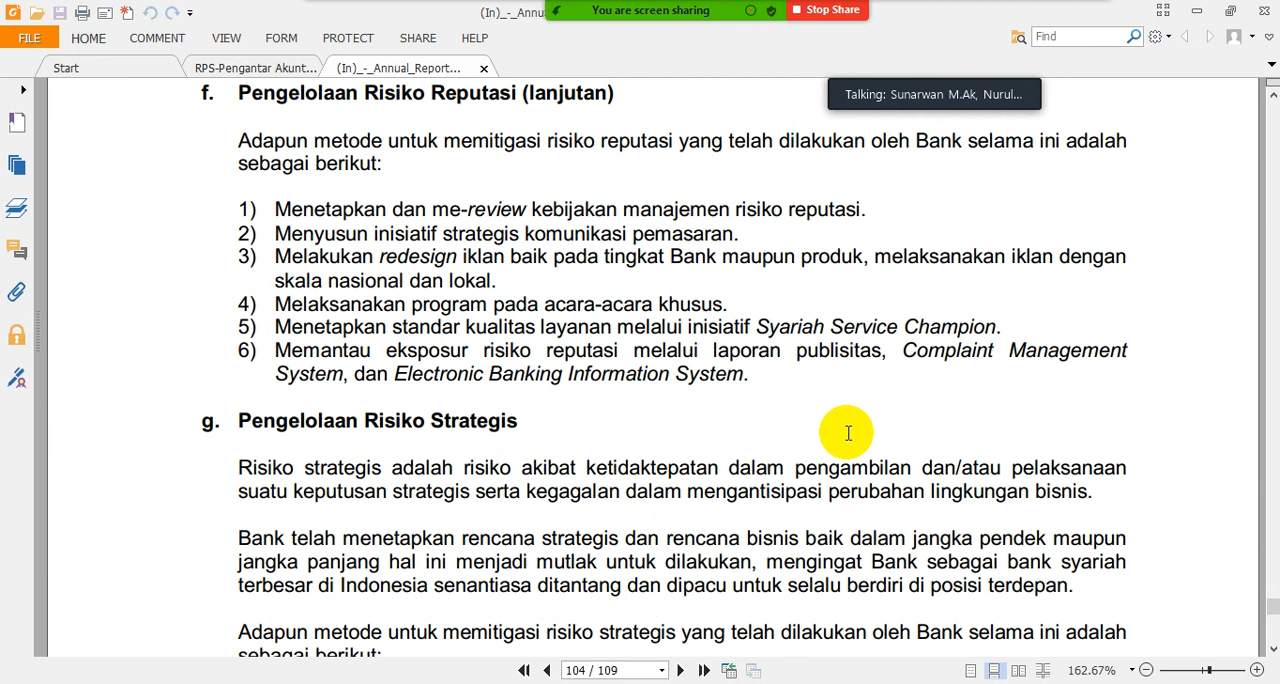 (In)_-_Annu
You are screen sharing
Stop Share
FILE HOME COMMENT VIEW FORM PROTECT SHARE HELP
Find
Start RPS-Pengantar Akunt... (In)_-_Annual_Report...
Talking: Sunarwan M.Ak, Nurul...
f. Pengelolaan Risiko Reputasi (lanjutan)
Adapun metode untuk memitigasi risiko reputasi yang telah dilakukan oleh Bank selama ini adalah
sebagai berikut:
1) Menetapkan dan me-review kebijakan manajemen risiko reputasi.
2) Menyusun inisiatif strategis komunikasi pemasaran.
3) Melakukan redesign iklan baik pada tingkat Bank maupun produk, melaksanakan iklan dengan
skala nasional dan lokal.
4) Melaksanakan program pada acara-acara khusus.
5) Menetapkan standar kualitas layanan melalui inisiatif Syariah Service Champion.
6) Memantau eksposur risiko reputasi melalui laporan publisitas, Complaint Management
System, dan Electronic Banking Information System.
g. Pengelolaan Risiko Strategis
Risiko strategis adalah risiko akibat ketidaktepatan dalam pengambilan dan/atau pelaksanaan
suatu keputusan strategis serta kegagalan dalam mengantisipasi perubahan lingkungan bisnis.
Bank telah menetapkan rencana strategis dan rencana bisnis baik dalam jangka pendek maupun
jangka panjang hal ini menjadi mutlak untuk dilakukan, mengingat Bank sebagai bank syariah
terbesar di Indonesia senantiasa ditantang dan dipacu untuk selalu berdiri di posisi terdepan.
Adapun metode untuk memitigasi risiko strategis yang telah dilakukan oleh Bank selama ini adalah
sebagai berikut:
104 / 109
162.67%